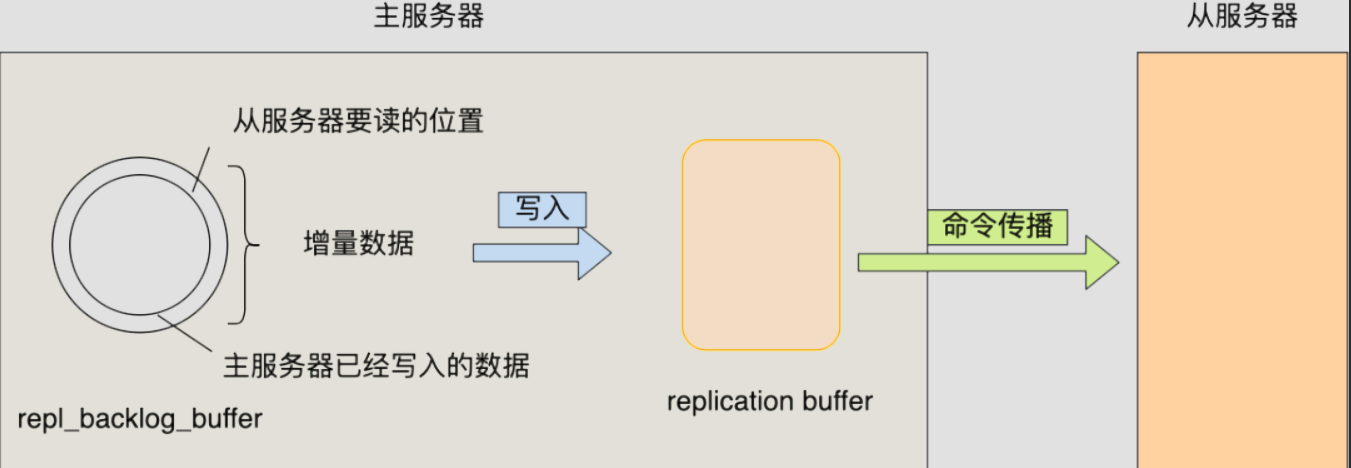 主服务器
从服务器
从服务器要读的位置
写入
命令传播
增量数据
主服务器已经写入的数据
replication buffer
repl_backlog_buffer